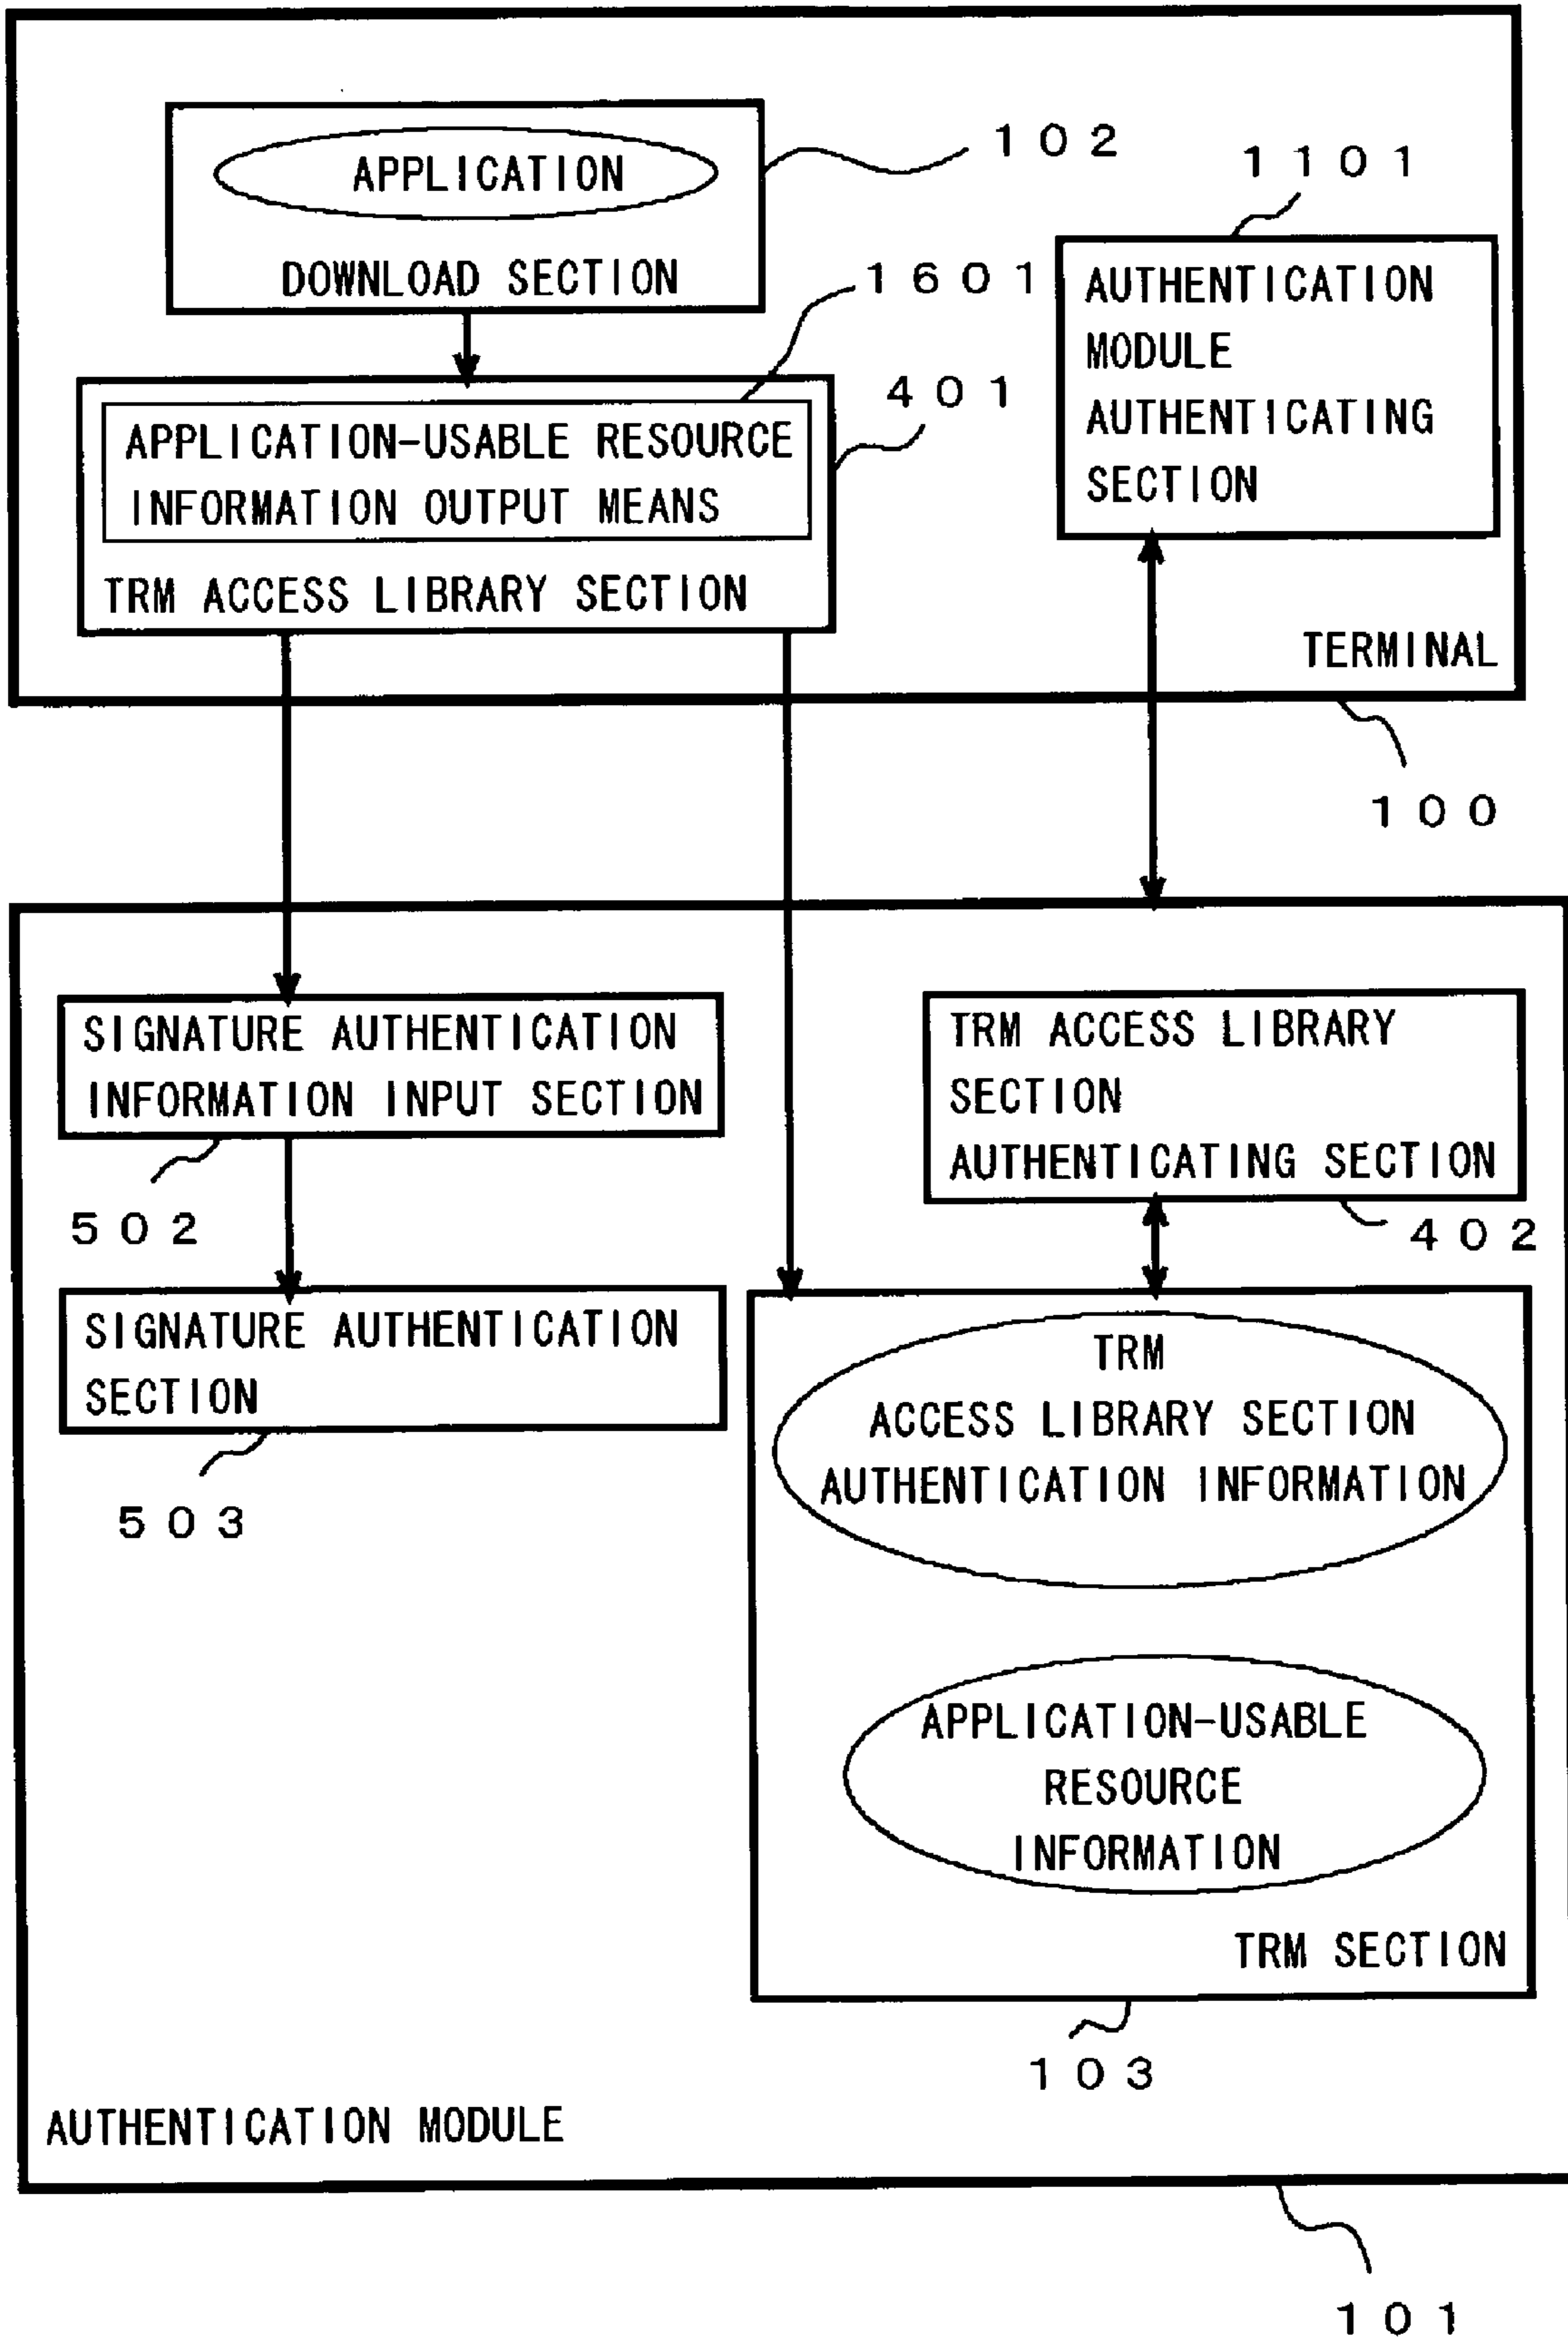 APPLICATION
DOWNLOAD SECTION
102
1101
1601
AUTHENTICATION
MODULE
AUTHENTICATING
SECTION
401
APPLICATION-USABLE RESOURCE
INFORMATION OUTPUT MEANS
TRM ACCESS LIBRARY SECTION
TERMINAL
100
SIGNATURE AUTHENTICATION
INFORMATION INPUT SECTION
502
TRM ACCESS LIBRARY
SECTION
AUTHENTICATING SECTION
402
SIGNATURE AUTHENTICATION
SECTION
503
TRM
ACCESS LIBRARY SECTION
AUTHENTICATION INFORMATION
APPLICATION-USABLE
RESOURCE
INFORMATION
TRM SECTION
103
AUTHENTICATION MODULE
101